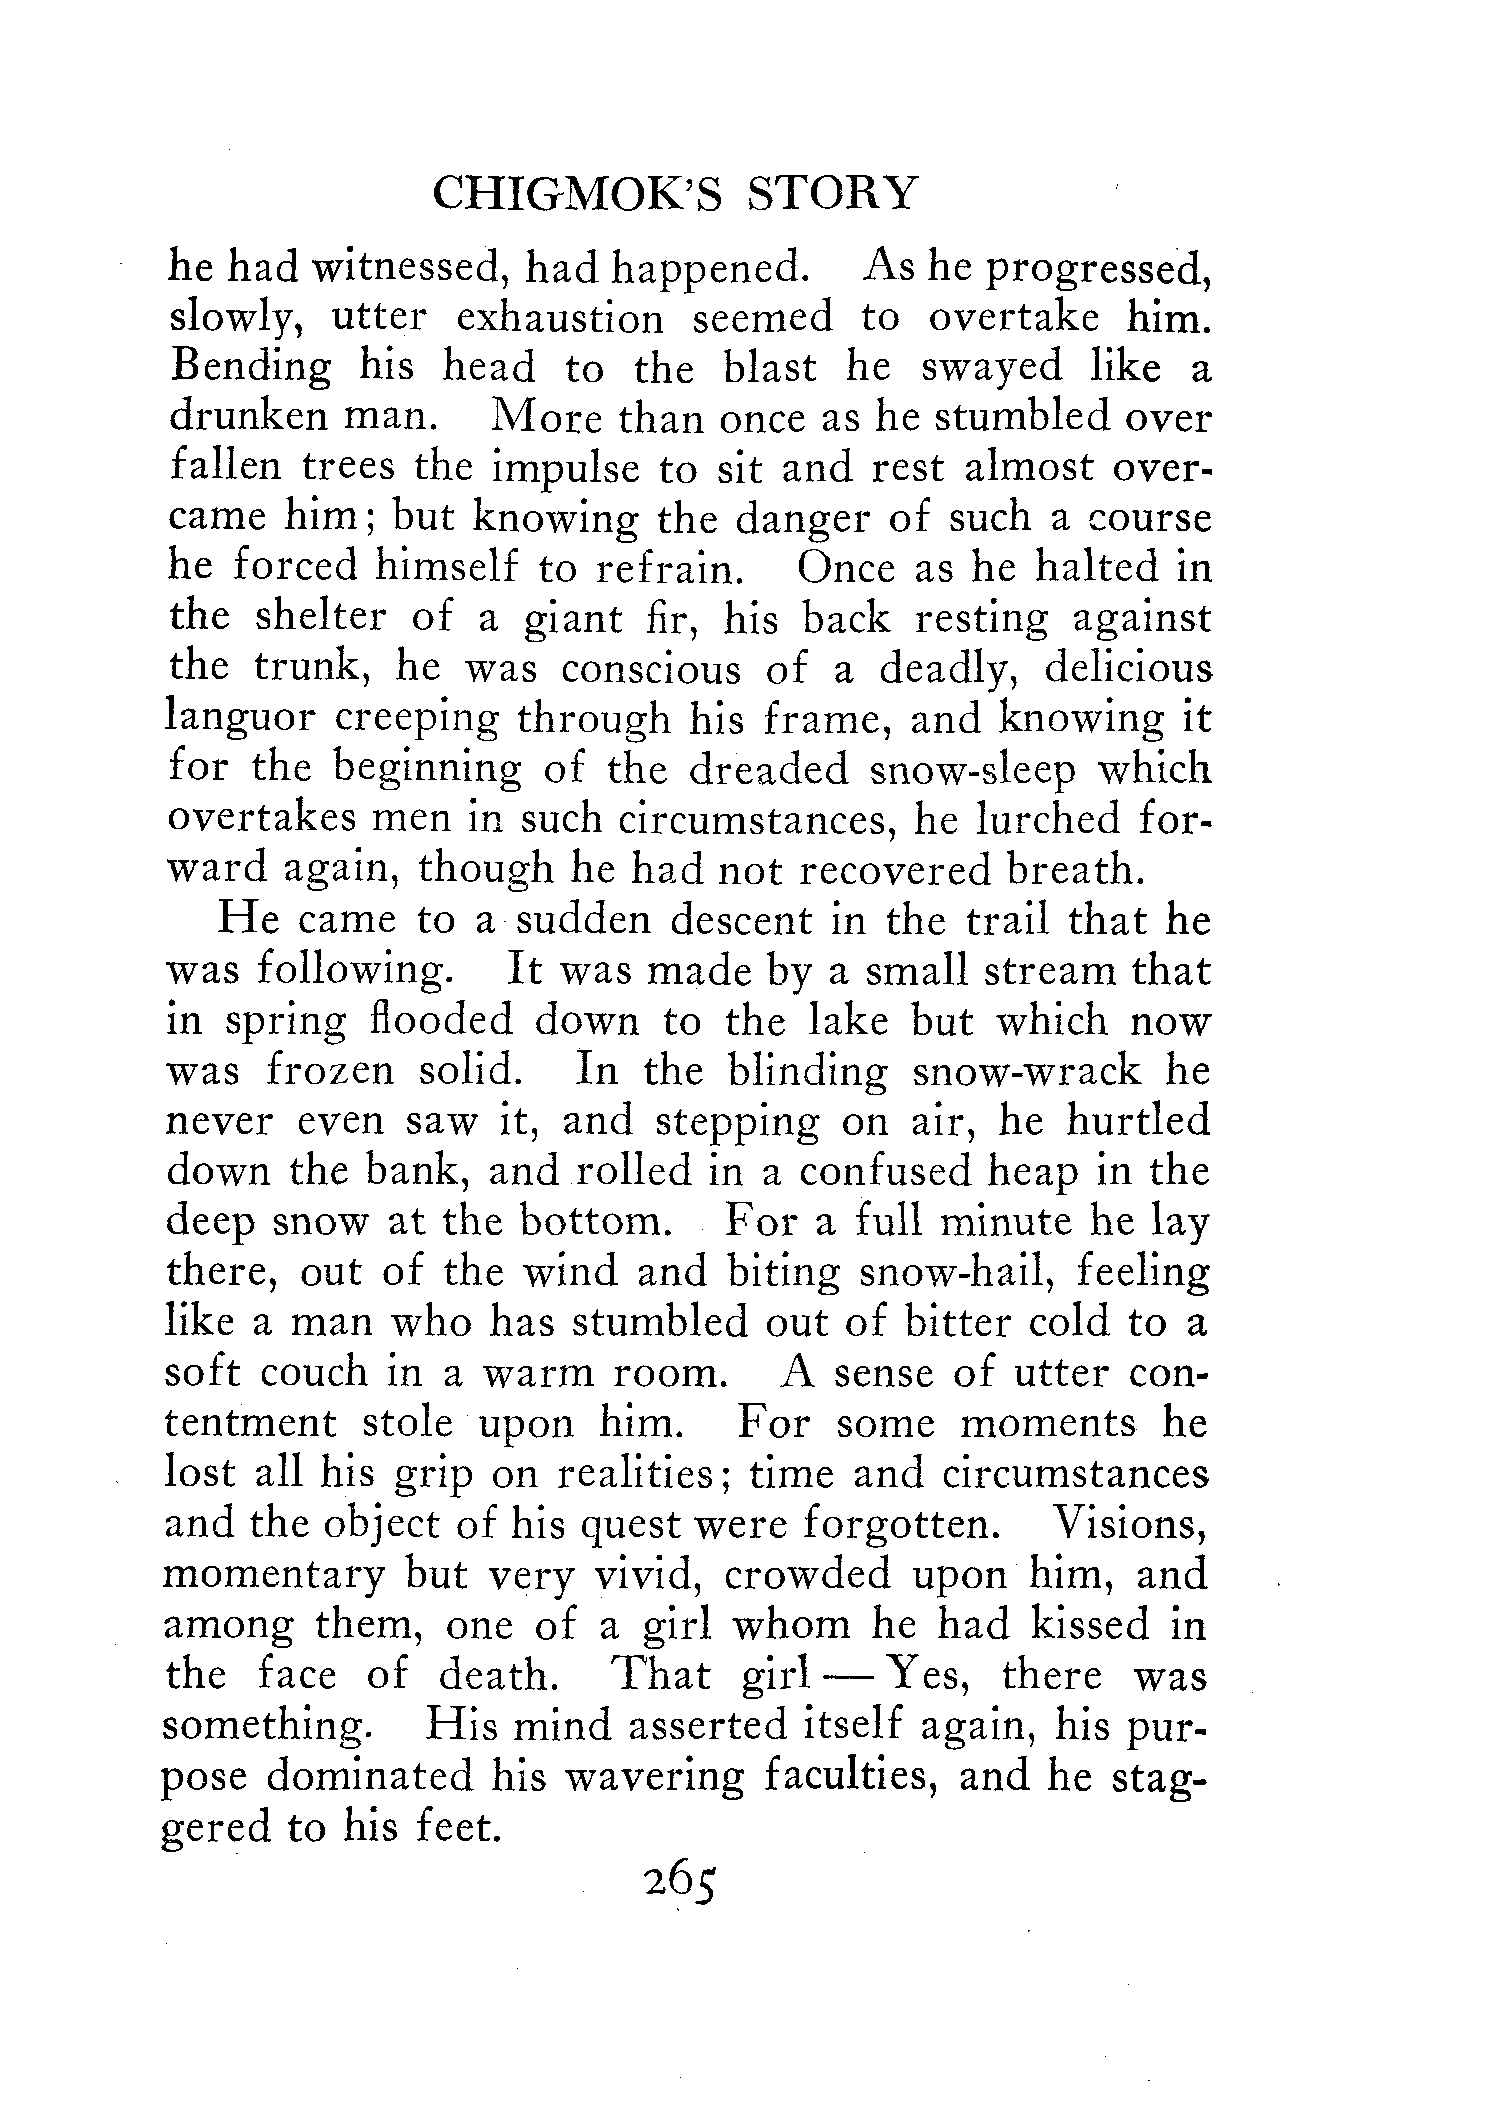 CHIGMOK'S STORY
he had witnessed, had happened. As he progressed,
slowly, utter exhaustion seemed to overtake him.
Bending his head to the blast he swayed like a
drunken man. More than once as he stumbled over
fallen trees the impulse to sit and rest almost over-
came him; but knowing the danger of such a course
he forced himself to refrain. Once as he halted in
the shelter of a giant fir, his back resting against
the trunk, he was conscious of a deadly, delicious
languor creeping through his frame, and knowing it
for the beginning of the dreaded snow-sleep which
overtakes men in such circumstances, he lurched for-
ward again, though he had not recovered breath.
He came to a sudden descent in the trail that he
was following. It was made by a small stream that
in spring flooded down to the lake but which now
was frozen solid. In the blinding snow-wrack he
never even saw it, and stepping on air, he hurtled
down the bank, and rolled in a confused heap in the
deep snow at the bottom. For a full minute he lay
there, out of the wind and biting snow-hail, feeling
like a man who has stumbled out of bitter cold to a
soft couch in a warm room. A sense of utter con-
tentment stole upon him. For some moments he
lost all his grip on realities; time and circumstances
and the object of his quest were forgotten. Visions,
momentary but very vivid, crowded upon him, and
among them, one of a girl whom he had kissed in
the face of death. That girl — Yes, there was
something. His mind asserted itself again, his pur-
pose dominated his wavering faculties, and he stag-
gered to his feet.
265